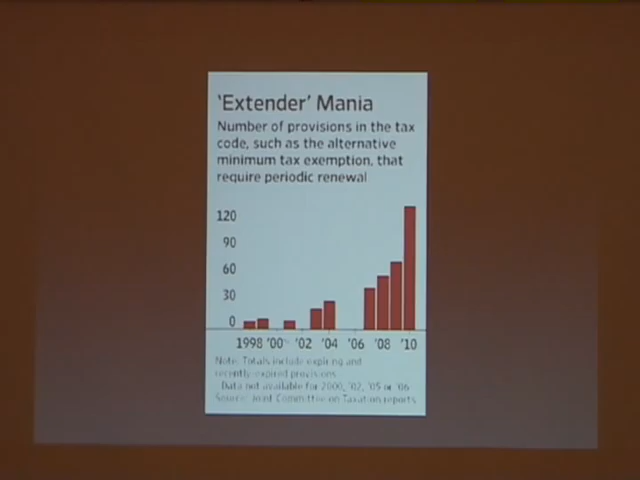 'Extender' Mania
Number of provisions in the tax
code, such as the alternative
minimum tax exemption, that
require periodic renewal
120
90
60
30
0
1998 '00 '02 '04 '06 '08 '10
Note: Totals include expiring and
recently-expired provisions
Data not available for 2000, '02, '05 or '06
Source: Joint Committee on Taxation reports